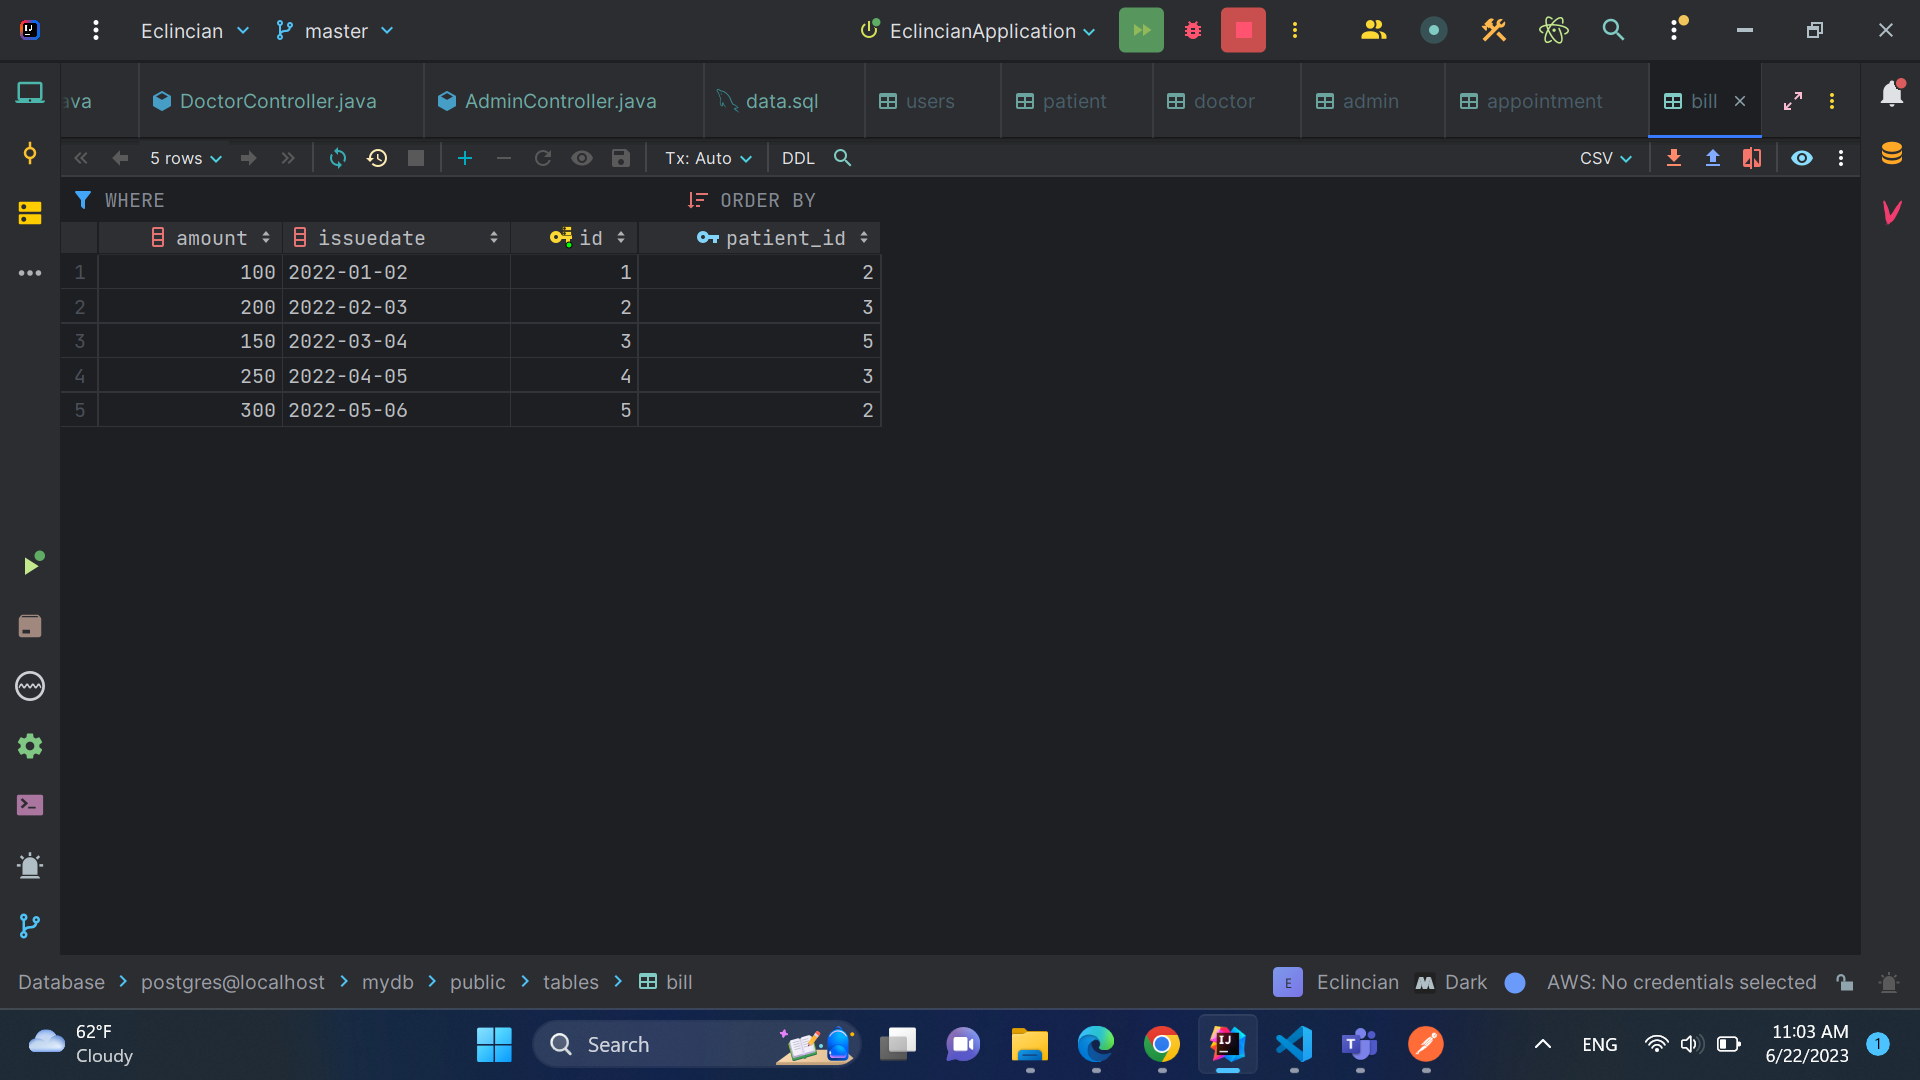 Eclincian master EclincianApplication
ava DoctorController.java AdminController.java data.sql users patient doctor admin appointment bill
5 rows Tx: Auto DDL CSV
WHERE ORDER BY
amount issuedate id patient_id
1 100 2022-01-02 1 2
2 200 2022-02-03 2 3
3 150 2022-03-04 3 5
4 250 2022-04-05 4 3
5 300 2022-05-06 5 2
Database > postgres@localhost > mydb > public > tables > bill E Eclincian Dark AWS: No credentials selected
62°F
Cloudy
Search
ENG
11:03 AM
6/22/2023
1